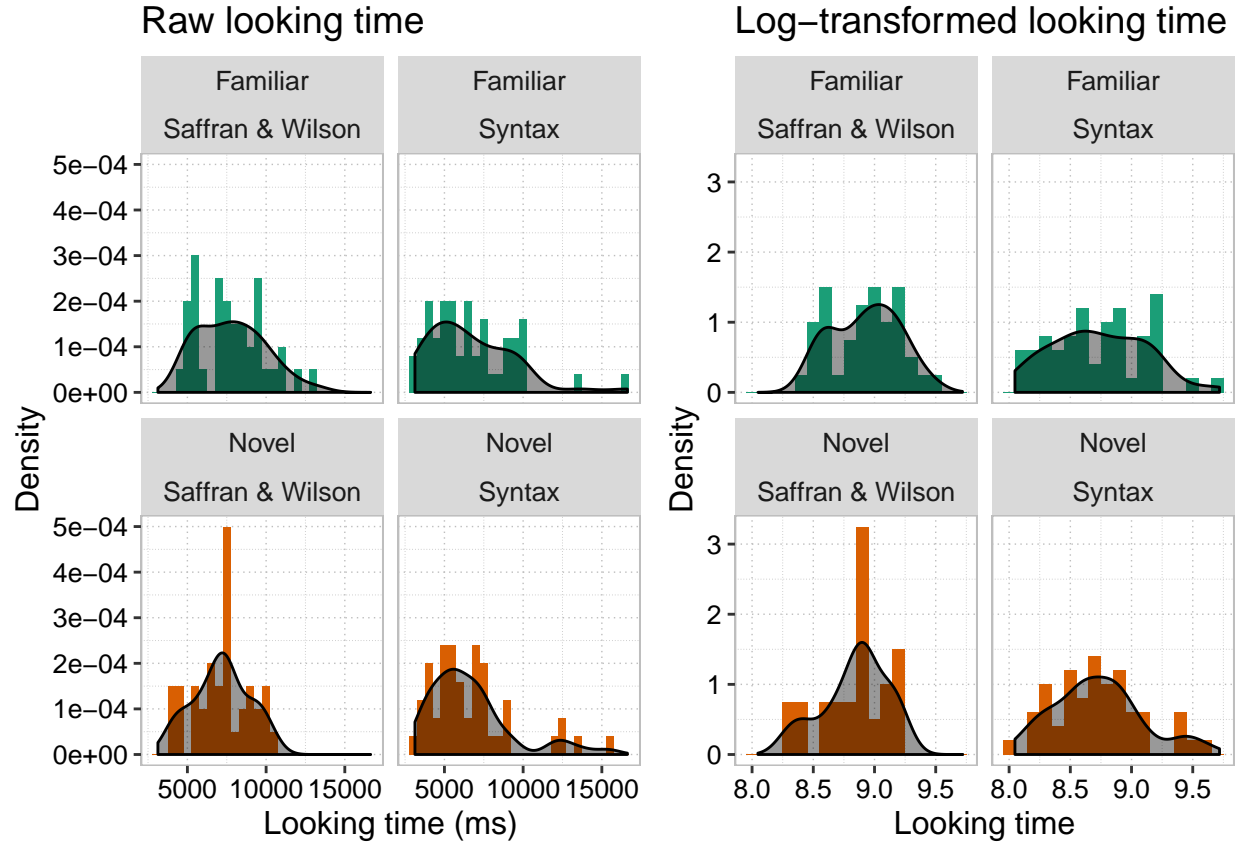 Raw looking time
Log−transformed looking time
Familiar
Saffran & Wilson
Familiar
Syntax
Familiar
Saffran & Wilson
Familiar
Syntax
5e−04
4e−04
3e−04
2e−04
1e−04
0e+00
3
2
1
0
Novel
Saffran & Wilson
Novel
Syntax
Novel
Saffran & Wilson
Novel
Syntax
5e−04
4e−04
3e−04
2e−04
1e−04
0e+00
3
2
1
0
Density
Density
5000 10000 15000
5000 10000 15000
8.0 8.5 9.0 9.5
8.0 8.5 9.0 9.5
Looking time (ms)
Looking time